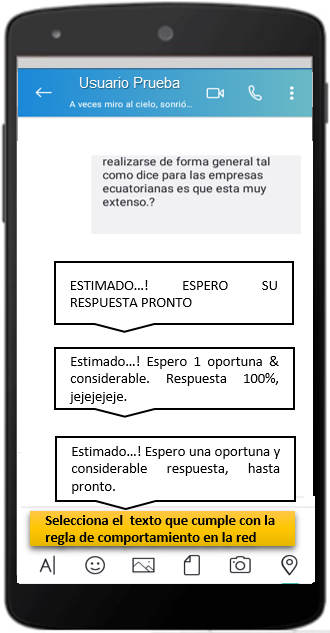 Usuario Prueba
A veces miro al cielo, sonrió...
realizarse de forma general tal
como dice para las empresas
ecuatorianas es que esta muy
extenso.?
ESTIMADO...! ESPERO SU
RESPUESTA PRONTO
Estimado...! Espero 1 oportuna &
considerable. Respuesta 100%,
jejejejeje.
Estimado...! Espero una oportuna y
considerable respuesta, hasta
pronto.
Selecciona el texto que cumple con la
regla de comportamiento en la red
A